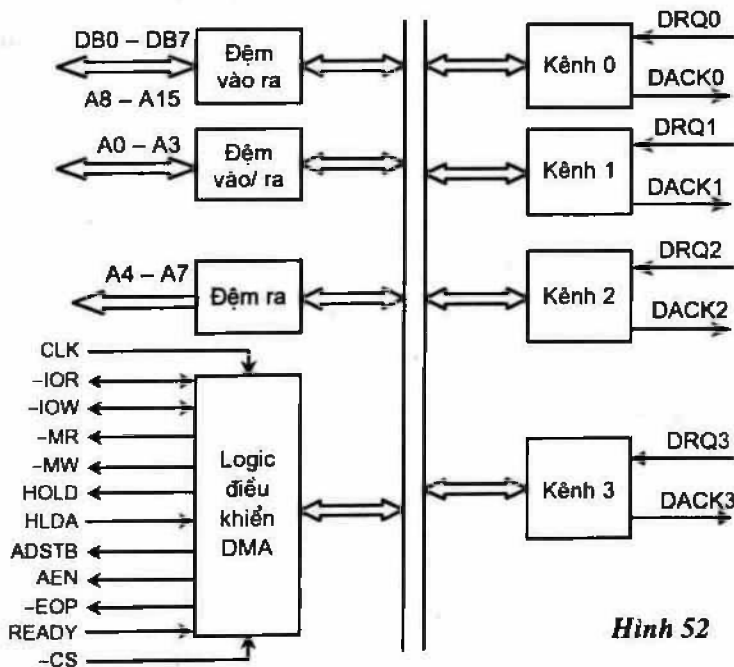 DB0 – DB7
A8 – A15
Đệm
vào ra
A0 – A3
Đệm
vào/ ra
A4 – A7
Đệm ra
CLK
–IOR
–IOW
–MR
–MW
HOLD
HLDA
ADSTB
AEN
–EOP
READY
–CS
Logic
điều
khiển
DMA
Kênh 0
DRQ0
DACK0
Kênh 1
DRQ1
DACK1
Kênh 2
DRQ2
DACK2
Kênh 3
DRQ3
DACK3
Hình 52